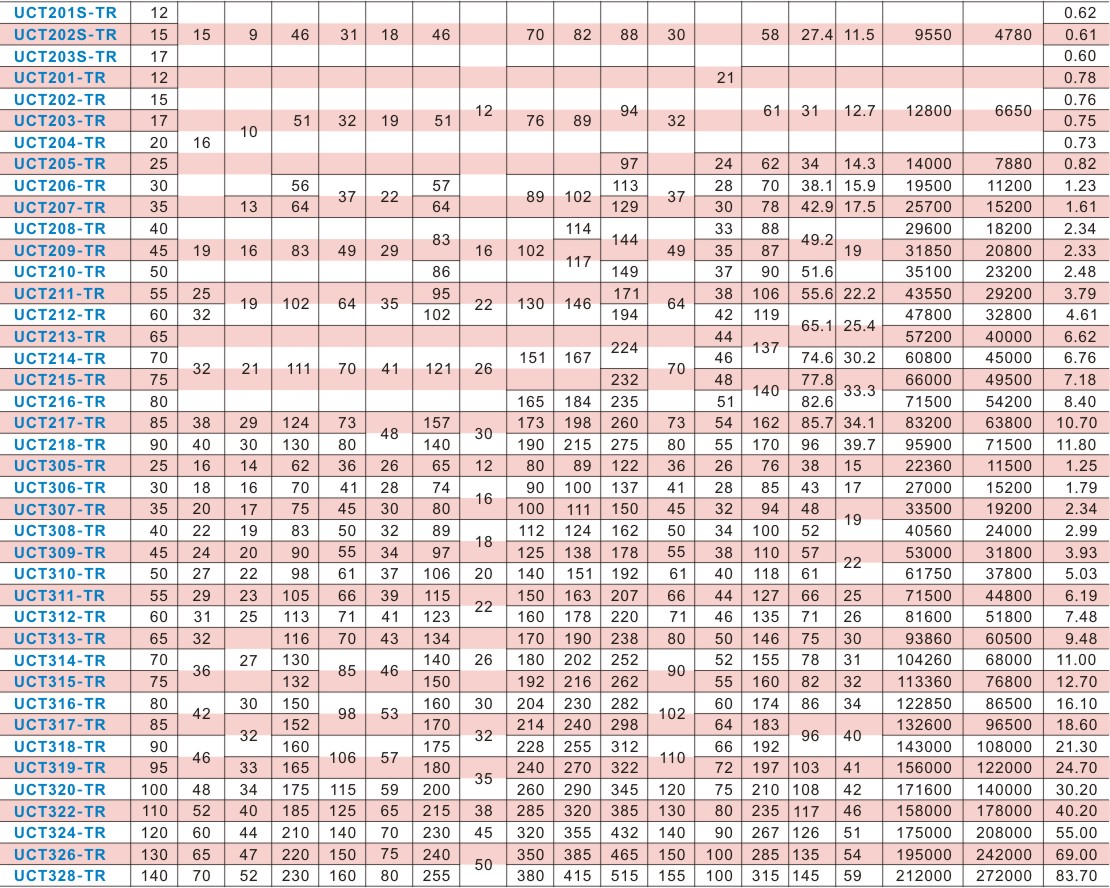 UCT201S-TR 12 0.62
UCT202S-TR 15 15 9 46 31 18 46 70 82 88 30 58 27.4 11.5 9550 4780 0.61
UCT203S-TR 17 0.60
UCT201-TR 12 21 0.78
UCT202-TR 15 0.76
12 94 61 31 12.7 12800 6650
UCT203-TR 17 51 32 19 51 76 89 32 0.75
10
UCT204-TR 20 16 0.73
UCT205-TR 25 97 24 62 34 14.3 14000 7880 0.82
UCT206-TR 30 56 57 113 28 70 38.1 15.9 19500 11200 1.23
37 22 89 102 37
UCT207-TR 35 13 64 64 129 30 78 42.9 17.5 25700 15200 1.61
UCT208-TR 40 114 33 88 29600 18200 2.34
83 144 49.2
UCT209-TR 45 19 16 83 49 29 16 102 49 35 87 19 31850 20800 2.33
117
UCT210-TR 50 86 149 37 90 51.6 35100 23200 2.48
UCT211-TR 55 25 95 171 38 106 55.6 22.2 43550 29200 3.79
19 102 64 35 22 130 146 64
UCT212-TR 60 32 102 194 42 119 47800 32800 4.61
65.1 25.4
UCT213-TR 65 44 57200 40000 6.62
224 137
UCT214-TR 70 151 167 46 74.6 30.2 60800 45000 6.76
32 21 111 70 41 121 26 70
UCT215-TR 75 232 48 77.8 66000 49500 7.18
140 33.3
UCT216-TR 80 165 184 235 51 82.6 71500 54200 8.40
UCT217-TR 85 38 29 124 73 157 173 198 260 73 54 162 85.7 34.1 83200 63800 10.70
48 30
UCT218-TR 90 40 30 130 80 140 190 215 275 80 55 170 96 39.7 95900 71500 11.80
UCT305-TR 25 16 14 62 36 26 65 12 80 89 122 36 26 76 38 15 22360 11500 1.25
UCT306-TR 30 18 16 70 41 28 74 90 100 137 41 28 85 43 17 27000 15200 1.79
16
UCT307-TR 35 20 17 75 45 30 80 100 111 150 45 32 94 48 33500 19200 2.34
19
UCT308-TR 40 22 19 83 50 32 89 112 124 162 50 34 100 52 40560 24000 2.99
18
UCT309-TR 45 24 20 90 55 34 97 125 138 178 55 38 110 57 53000 31800 3.93
22
UCT310-TR 50 27 22 98 61 37 106 20 140 151 192 61 40 118 61 61750 37800 5.03
UCT311-TR 55 29 23 105 66 39 115 150 163 207 66 44 127 66 25 71500 44800 6.19
22
UCT312-TR 60 31 25 113 71 41 123 160 178 220 71 46 135 71 26 81600 51800 7.48
UCT313-TR 65 32 116 70 43 134 170 190 238 80 50 146 75 30 93860 60500 9.48
UCT314-TR 70 27 130 140 26 180 202 252 52 155 78 31 104260 68000 11.00
36 85 46 90
UCT315-TR 75 132 150 192 216 262 55 160 82 32 113360 76800 12.70
UCT316-TR 80 30 150 160 30 204 230 282 60 174 86 34 122850 86500 16.10
42 98 53 102
UCT317-TR 85 152 170 214 240 298 64 183 132600 96500 18.60
32 32 96 40
UCT318-TR 90 160 175 228 255 312 66 192 143000 108000 21.30
46 106 57 110
UCT319-TR 95 33 165 180 240 270 322 72 197 103 41 156000 122000 24.70
35
UCT320-TR 100 48 34 175 115 59 200 260 290 345 120 75 210 108 42 171600 140000 30.20
UCT322-TR 110 52 40 185 125 65 215 38 285 320 385 130 80 235 117 46 158000 178000 40.20
UCT324-TR 120 60 44 210 140 70 230 45 320 355 432 140 90 267 126 51 175000 208000 55.00
UCT326-TR 130 65 47 220 150 75 240 350 385 465 150 100 285 135 54 195000 242000 69.00
50
UCT328-TR 140 70 52 230 160 80 255 380 415 515 155 100 315 145 59 212000 272000 83.70